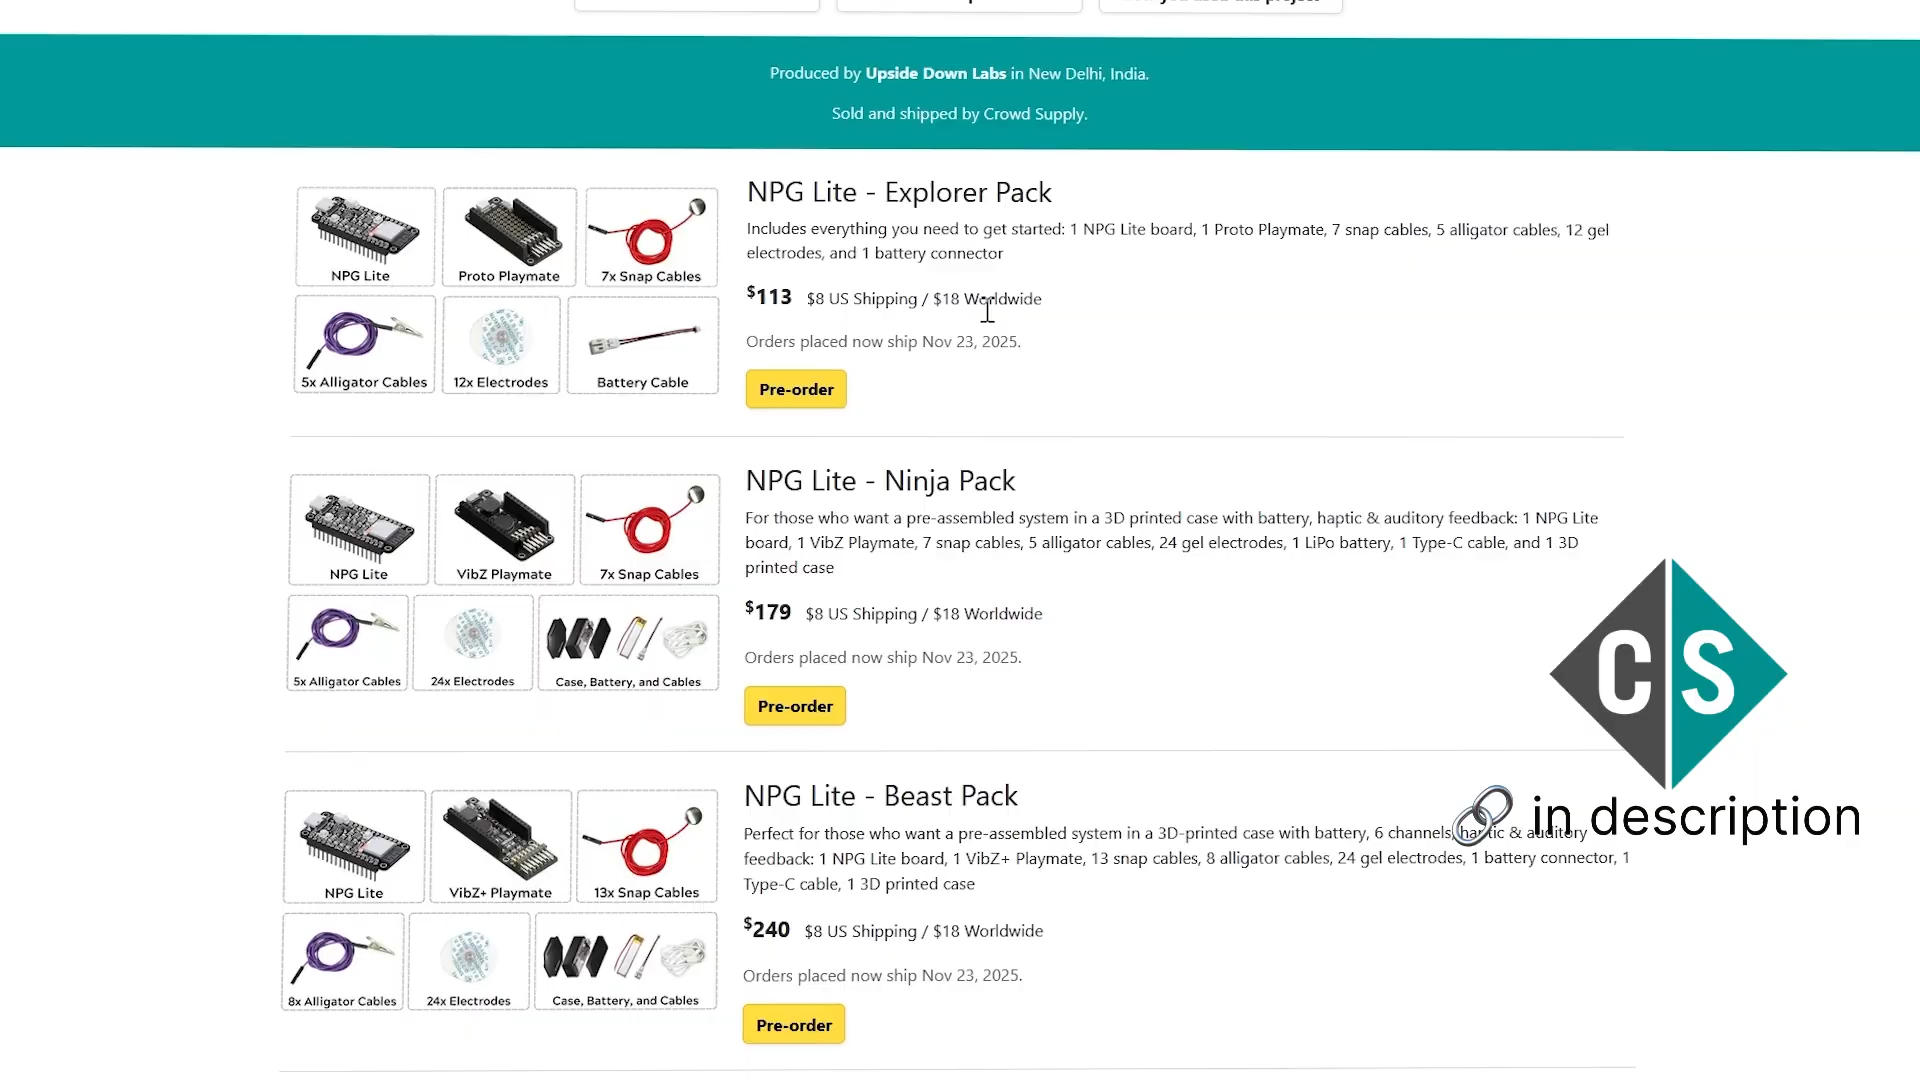 Produced by Upside Down Labs in New Delhi, India.
Sold and shipped by Crowd Supply.
NPG Lite
Proto Playmate
7x Snap Cables
5x Alligator Cables
12x Electrodes
Battery Cable
NPG Lite - Explorer Pack
Includes everything you need to get started: 1 NPG Lite board, 1 Proto Playmate, 7 snap cables, 5 alligator cables, 12 gel
electrodes, and 1 battery connector
$113 $8 US Shipping / $18 Worldwide
Orders placed now ship Nov 23, 2025.
Pre-order
NPG Lite
VibZ Playmate
7x Snap Cables
5x Alligator Cables
24x Electrodes
Case, Battery, and Cables
NPG Lite - Ninja Pack
For those who want a pre-assembled system in a 3D printed case with battery, haptic & auditory feedback: 1 NPG Lite
board, 1 VibZ Playmate, 7 snap cables, 5 alligator cables, 24 gel electrodes, 1 LiPo battery, 1 Type-C cable, and 1 3D
printed case
$179 $8 US Shipping / $18 Worldwide
Orders placed now ship Nov 23, 2025.
Pre-order
NPG Lite
VibZ+ Playmate
13x Snap Cables
8x Alligator Cables
24x Electrodes
Case, Battery, and Cables
NPG Lite - Beast Pack
Perfect for those who want a pre-assembled system in a 3D-printed case with battery, 6 channels, haptic & auditory
feedback: 1 NPG Lite board, 1 VibZ+ Playmate, 13 snap cables, 8 alligator cables, 24 gel electrodes, 1 battery connector, 1
Type-C cable, 1 3D printed case
$240 $8 US Shipping / $18 Worldwide
Orders placed now ship Nov 23, 2025.
Pre-order
CS
in description